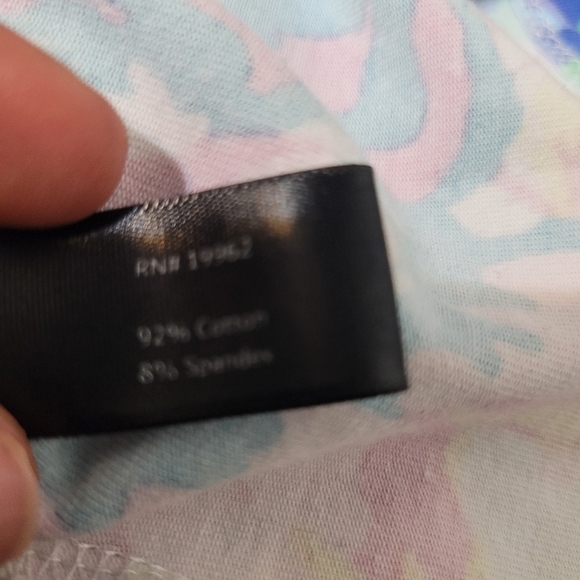 RN# 19962
92% Cotton
8% Spandex